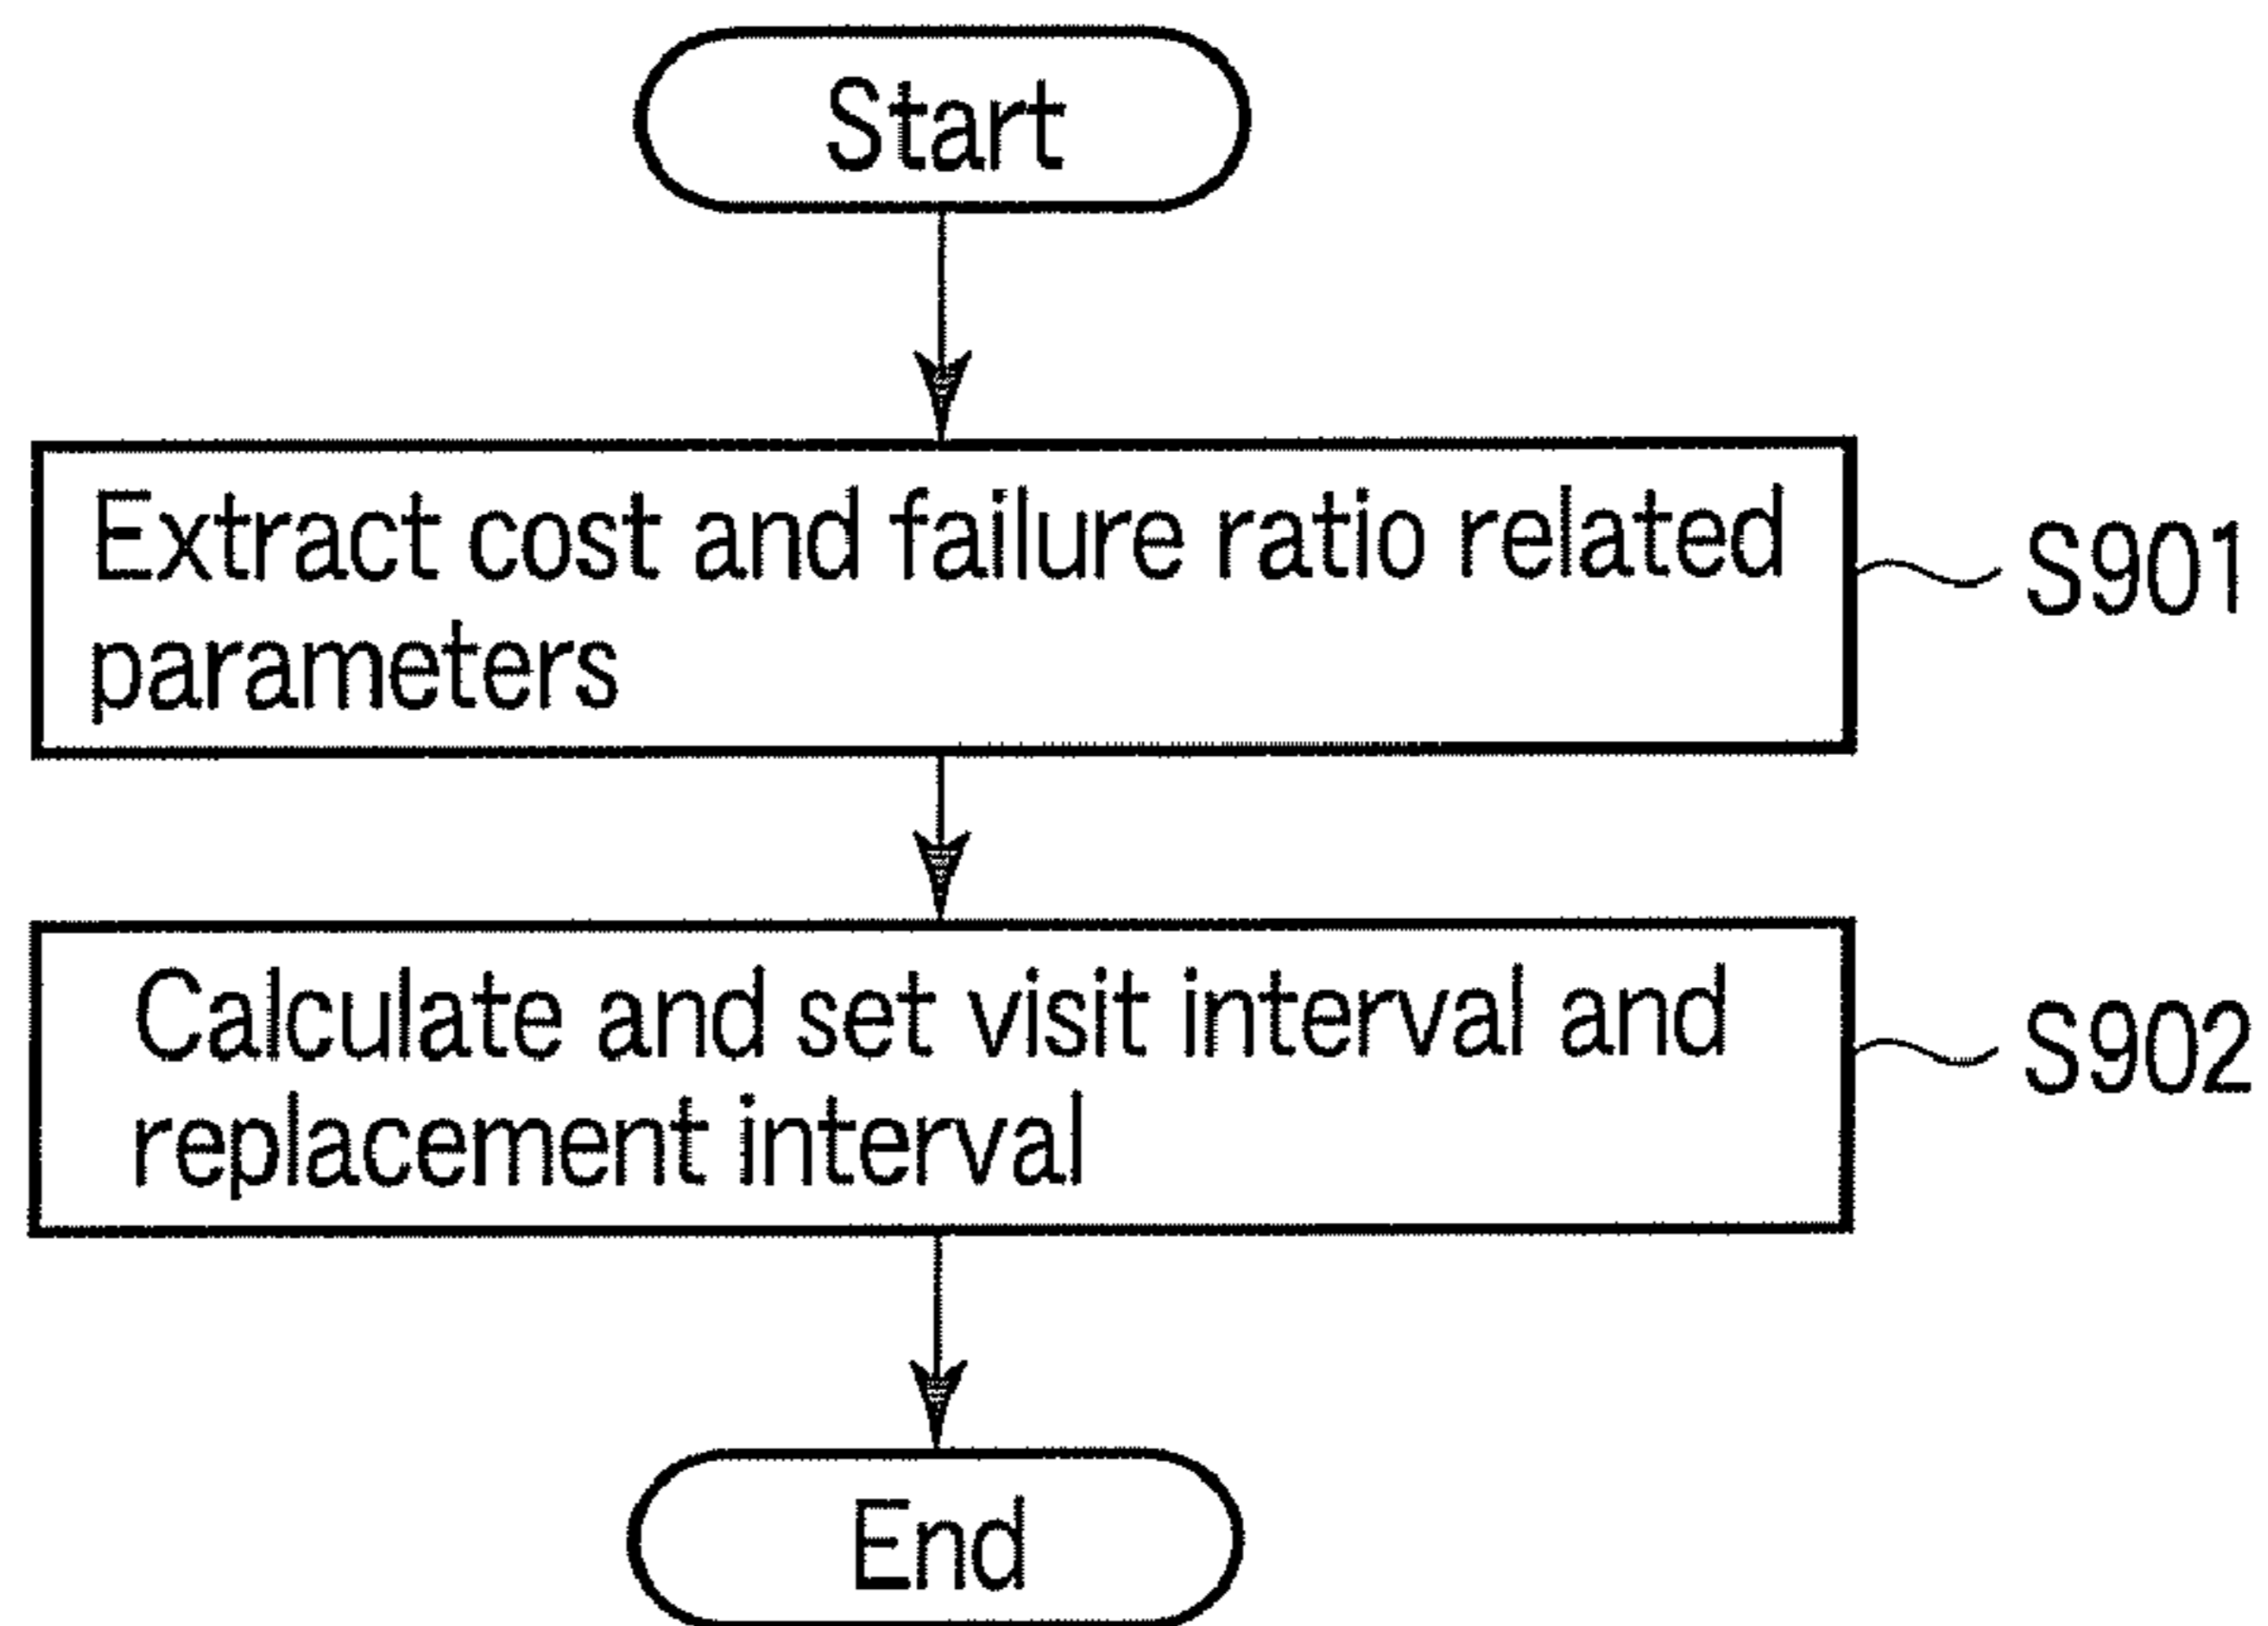 Start
Extract cost and failure ratio related
parameters
S901
Calculate and set visit interval and
replacement interval
S902
End